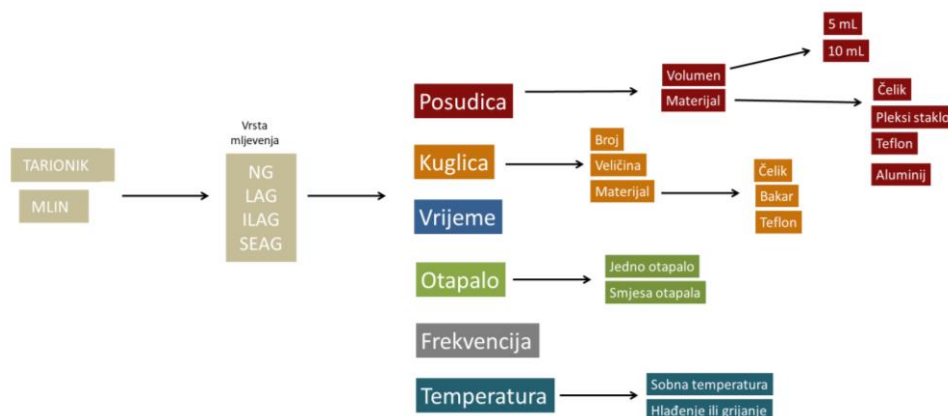 TARIONIK
MLIN
Vrsta
mljevenja
NG
LAG
ILAG
SEAG
Posudica
Volumen
Materijal
5 mL
10 mL
Čelik
Pleksi staklo
Teflon
Aluminij
Kuglica
Broj
Veličina
Materijal
Čelik
Bakar
Teflon
Vrijeme
Otapalo
Jedno otapalo
Smjesa otapala
Frekvencija
Temperatura
Sobna temperatura
Hlađenje ili grijanje